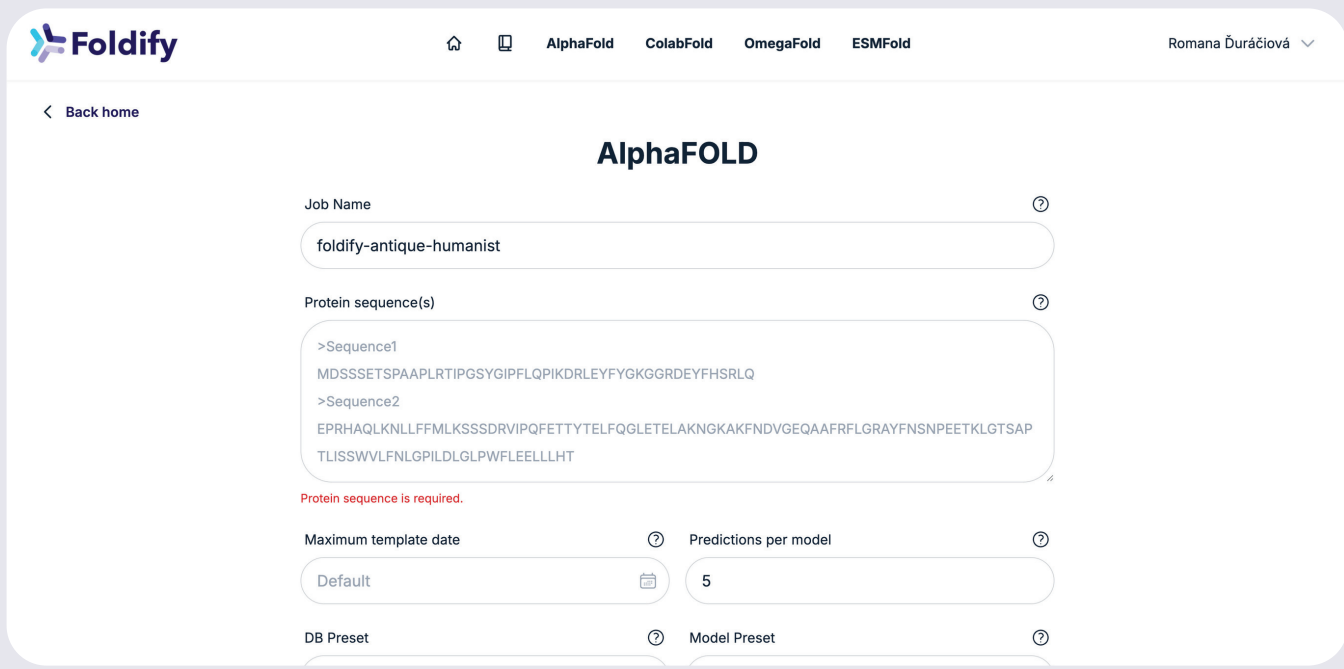 Foldify
AlphaFold ColabFold OmegaFold ESMFold
Romana Ďuráčiová
Back home
AlphaFOLD
Job Name
foldify-antique-humanist
Protein sequence(s)
>Sequence1
MDSSSETSPAAPLRTIPGSYGIPFLQPIKDRLEYFYGKGGRDEYFHSRLQ
>Sequence2
EPRHAQLKNLLFFMLKSSSDRVIPQFETTYTELFQGLETELAKNGKAKFNDVGEQAAFRFLGRAYFNSNPEETKLGTSAP
TLISSWVLFNLGPILDLGLPWFLEELLLHT
Protein sequence is required.
Maximum template date
Default
Predictions per model
5
DB Preset
Model Preset